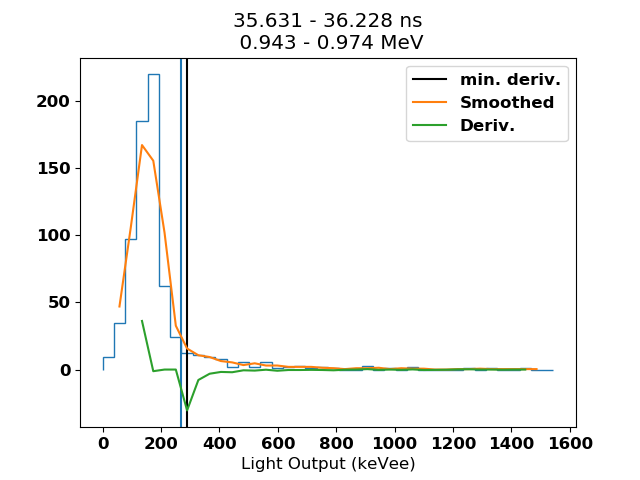 35.631 - 36.228 ns
0.943 - 0.974 MeV
min. deriv.
Smoothed
Deriv.
200
150
100
50
0
0 200 400 600 800 1000 1200 1400 1600
Light Output (keVee)